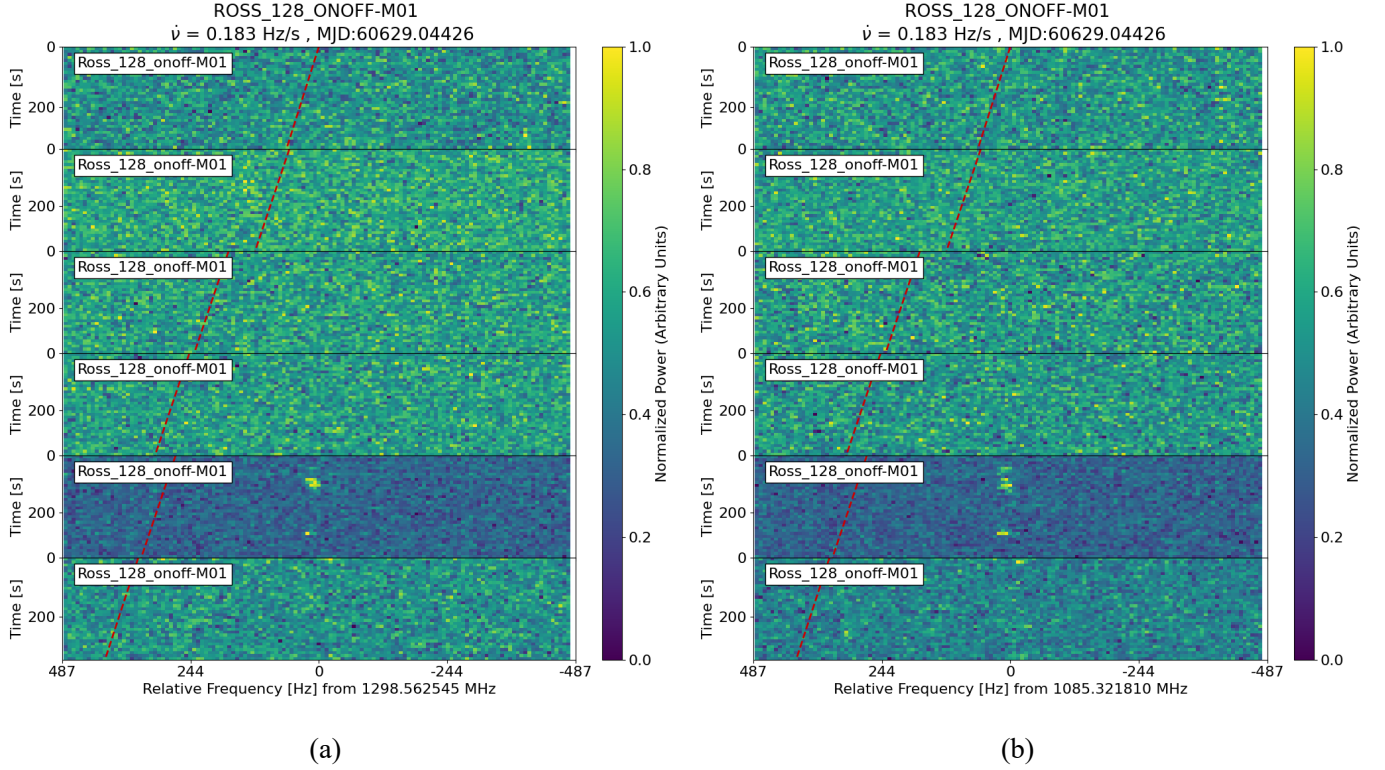 ROSS_128_ONOFF-M01
ν̇ = 0.183 Hz/s , MJD:60629.04426
Ross_128_onoff-M01
Ross_128_onoff-M01
Ross_128_onoff-M01
Ross_128_onoff-M01
Ross_128_onoff-M01
Ross_128_onoff-M01
0
200
0
200
0
200
0
200
0
200
0
200
Time [s]
Time [s]
Time [s]
Time [s]
Time [s]
Time [s]
487
244
0
-244
-487
Relative Frequency [Hz] from 1298.562545 MHz
1.0
0.8
0.6
0.4
0.2
0.0
Normalized Power (Arbitrary Units)
(a)
ROSS_128_ONOFF-M01
ν̇ = 0.183 Hz/s , MJD:60629.04426
Ross_128_onoff-M01
Ross_128_onoff-M01
Ross_128_onoff-M01
Ross_128_onoff-M01
Ross_128_onoff-M01
Ross_128_onoff-M01
0
200
0
200
0
200
0
200
0
200
0
200
Time [s]
Time [s]
Time [s]
Time [s]
Time [s]
Time [s]
487
244
0
-244
-487
Relative Frequency [Hz] from 1085.321810 MHz
1.0
0.8
0.6
0.4
0.2
0.0
Normalized Power (Arbitrary Units)
(b)